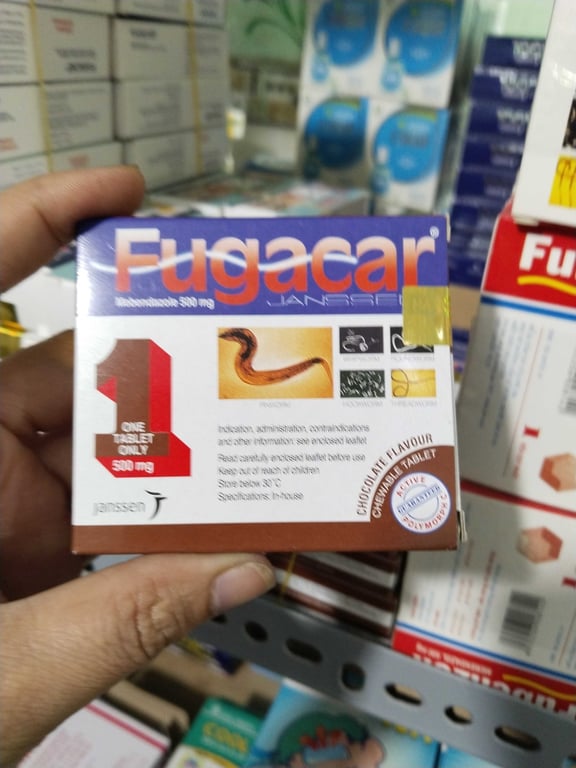 Fugacar®
Mebendazole 500 mg
JANSSEN
1
ONE
TABLET
ONLY
500 mg
PINWORM
WHIPWORM
HOOKWORM
THREADWORM
Indication, administration, contraindications
and other information: see enclosed leaflet
Read carefully enclosed leaflet before use
Keep out of reach of children
Store below 30°C
Specifications: In-house
janssen
CHOCOLATE FLAVOUR
CHEWABLE TABLET
ACTIVE
GUARANTEED
POLYMORPH C
Fu